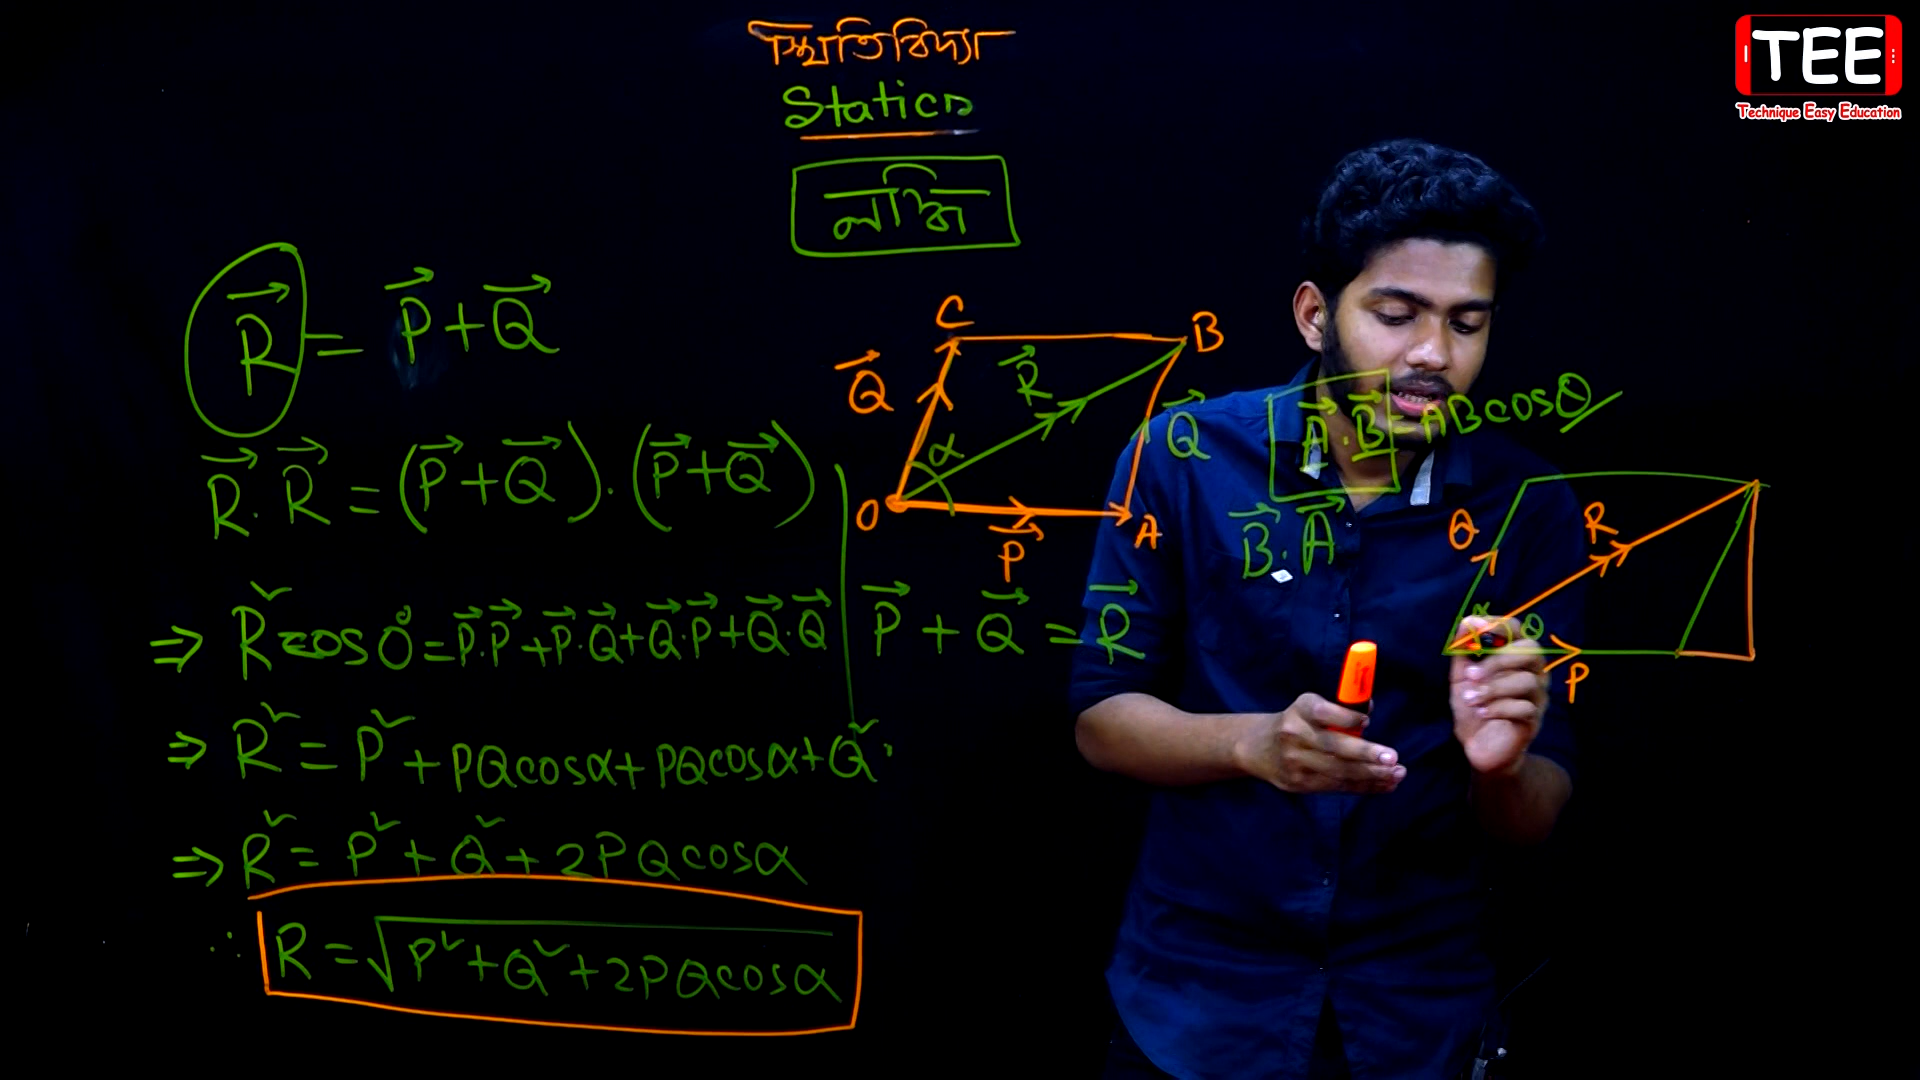 স্থিতিবিদ্যা
Statics
লব্ধি
TEE
Technique Easy Education
R⃗ = P⃗ + Q⃗
R⃗ . R⃗ = (P⃗ + Q⃗) . (P⃗ + Q⃗)
⇒ R² cos 0° = P⃗.P⃗ + P⃗.Q⃗ + Q⃗.P⃗ + Q⃗.Q⃗
⇒ R² = P² + PQcosα + PQcosα + Q²
⇒ R² = P² + Q² + 2PQcosα
∴ R = √P² + Q² + 2PQcosα
C
B
Q⃗
R⃗
Q⃗
α
O
P⃗
A
P⃗ + Q⃗ = R⃗
A⃗ . B⃗ = ABcosθ
B⃗ . A⃗
Q
R
α
θ
P